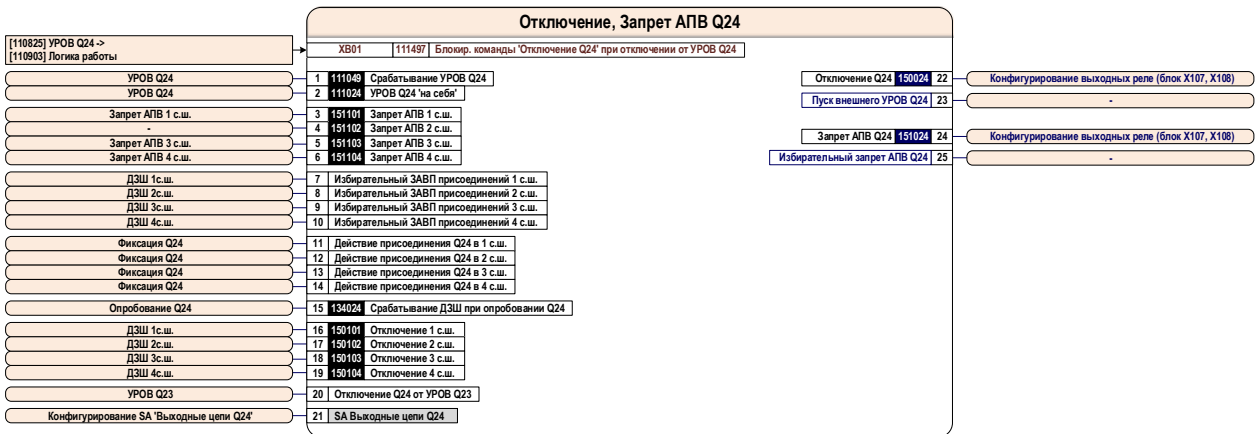 Отключение, Запрет АПВ Q24
[110825] УРОВ Q24 ->
[110903] Логика работы
XB01 111497 Блокир. команды 'Отключение Q24' при отключении от УРОВ Q24
УРОВ Q24 1 111049 Срабатывание УРОВ Q24
УРОВ Q24 2 111024 УРОВ Q24 'на себя'
Запрет АПВ 1 с.ш. 3 151101 Запрет АПВ 1 с.ш.
- 4 151102 Запрет АПВ 2 с.ш.
Запрет АПВ 3 с.ш. 5 151103 Запрет АПВ 3 с.ш.
Запрет АПВ 4 с.ш. 6 151104 Запрет АПВ 4 с.ш.
ДЗШ 1с.ш. 7 Избирательный ЗАВП присоединений 1 с.ш.
ДЗШ 2с.ш. 8 Избирательный ЗАВП присоединений 2 с.ш.
ДЗШ 3с.ш. 9 Избирательный ЗАВП присоединений 3 с.ш.
ДЗШ 4с.ш. 10 Избирательный ЗАВП присоединений 4 с.ш.
Фиксация Q24 11 Действие присоединения Q24 в 1 с.ш.
Фиксация Q24 12 Действие присоединения Q24 в 2 с.ш.
Фиксация Q24 13 Действие присоединения Q24 в 3 с.ш.
Фиксация Q24 14 Действие присоединения Q24 в 4 с.ш.
Опробование Q24 15 134024 Срабатывание ДЗШ при опробовании Q24
ДЗШ 1с.ш. 16 150101 Отключение 1 с.ш.
ДЗШ 2с.ш. 17 150102 Отключение 2 с.ш.
ДЗШ 3с.ш. 18 150103 Отключение 3 с.ш.
ДЗШ 4с.ш. 19 150104 Отключение 4 с.ш.
УРОВ Q23 20 Отключение Q24 от УРОВ Q23
Конфигурирование SA 'Выходные цепи Q24' 21 SA Выходные цепи Q24
Отключение Q24 150024 22 Конфигурирование выходных реле (блок X107, X108)
Пуск внешнего УРОВ Q24 23 -
Запрет АПВ Q24 151024 24 Конфигурирование выходных реле (блок X107, X108)
Избирательный запрет АПВ Q24 25 -